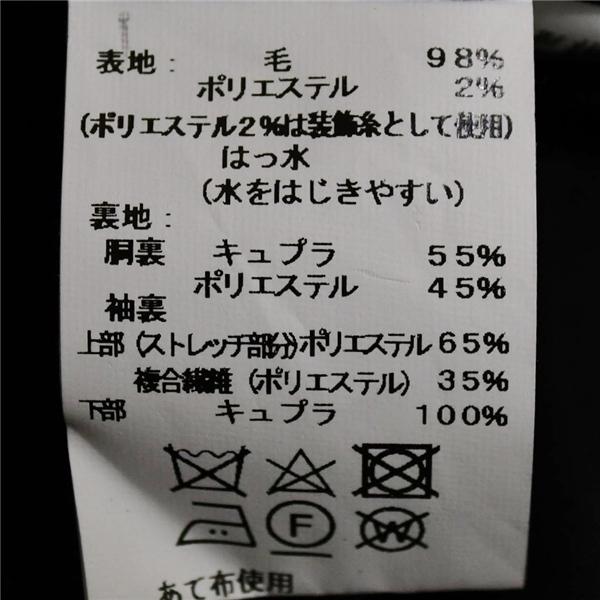 表地: 毛 98%
ポリエステル 2%
(ポリエステル2%は装飾糸として使用)
はっ水
(水をはじきやすい)
裏地:
胴裏 キュプラ 55%
ポリエステル 45%
袖裏
上部(ストレッチ部分)ポリエステル65%
複合繊維(ポリエステル)35%
下部 キュプラ 100%
F W
あて布使用